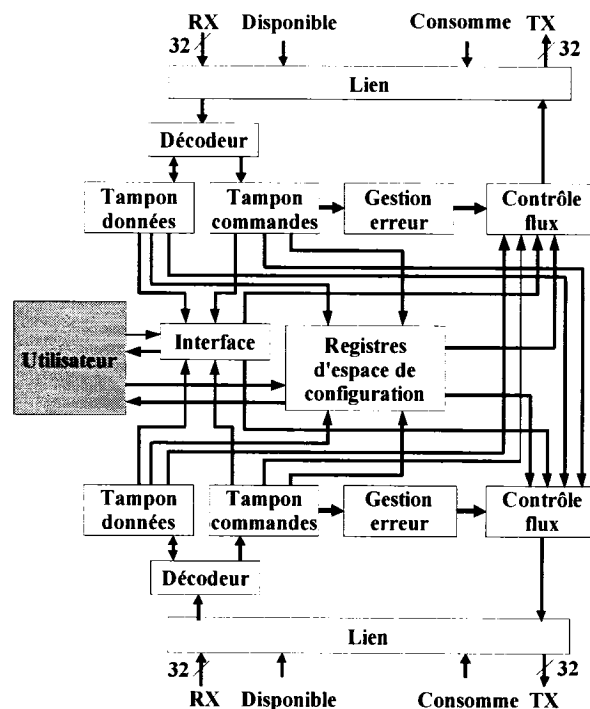 RX Disponible Consomme TX
32 32
Lien
Décodeur
Tampon données
Tampon commandes
Gestion erreur
Contrôle flux
Utilisateur
Interface
Registres d'espace de configuration
Tampon données
Tampon commandes
Gestion erreur
Contrôle flux
Décodeur
Lien
32 32
RX Disponible Consomme TX